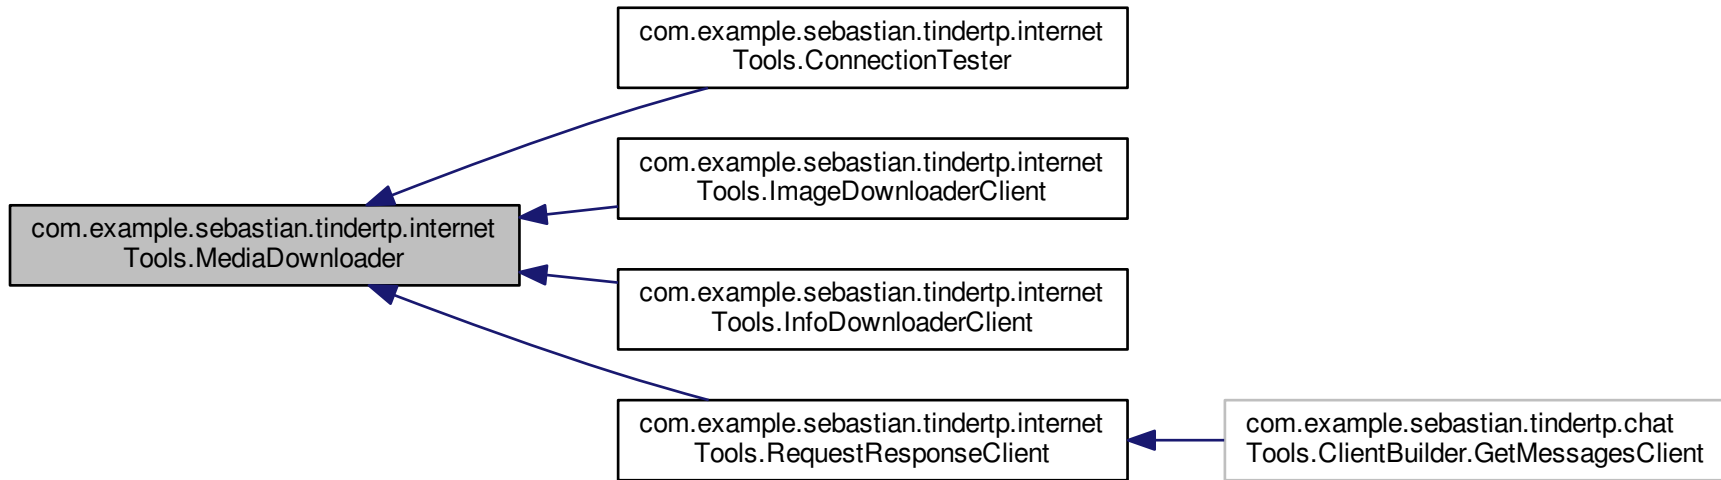 com.example.sebastian.tindertp.internet
Tools.ConnectionTester
com.example.sebastian.tindertp.internet
Tools.ImageDownloaderClient
com.example.sebastian.tindertp.internet
Tools.MediaDownloader
com.example.sebastian.tindertp.internet
Tools.InfoDownloaderClient
com.example.sebastian.tindertp.internet
Tools.RequestResponseClient
com.example.sebastian.tindertp.chat
Tools.ClientBuilder.GetMessagesClient